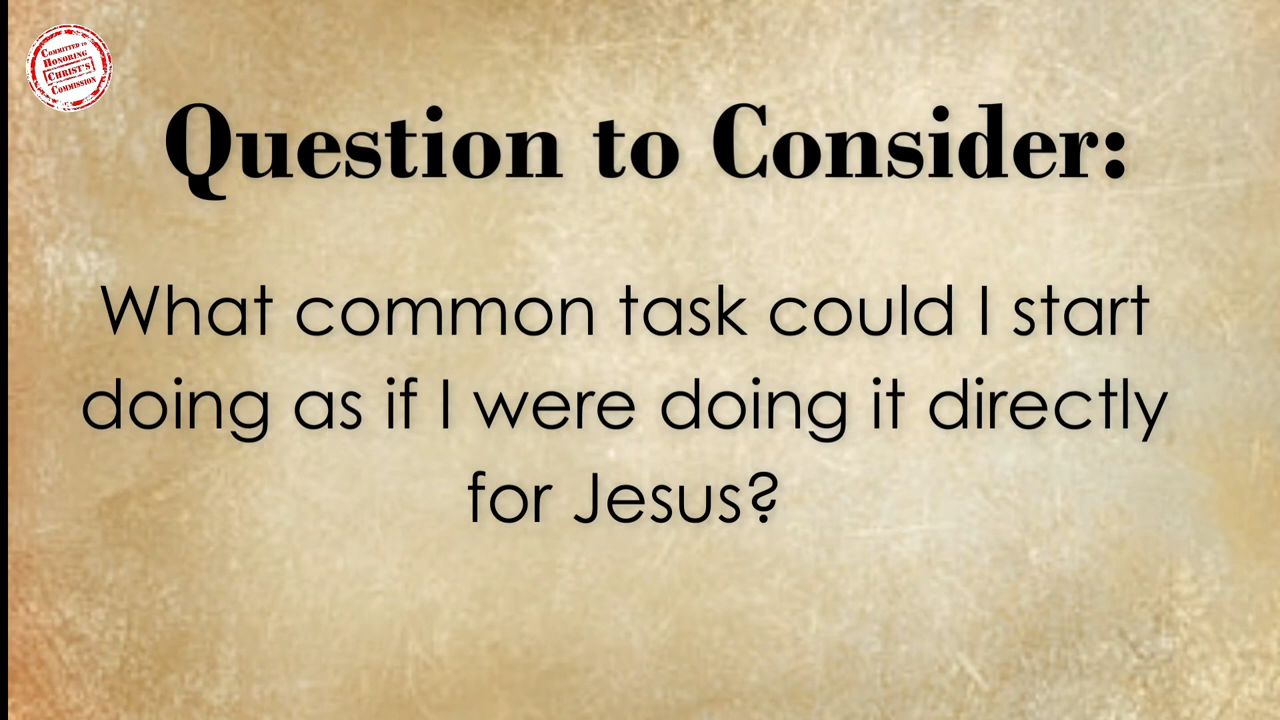 COMMITTED TO
HONORING
CHRIST'S
COMMISSION
Question to Consider:
What common task could I start
doing as if I were doing it directly
for Jesus?